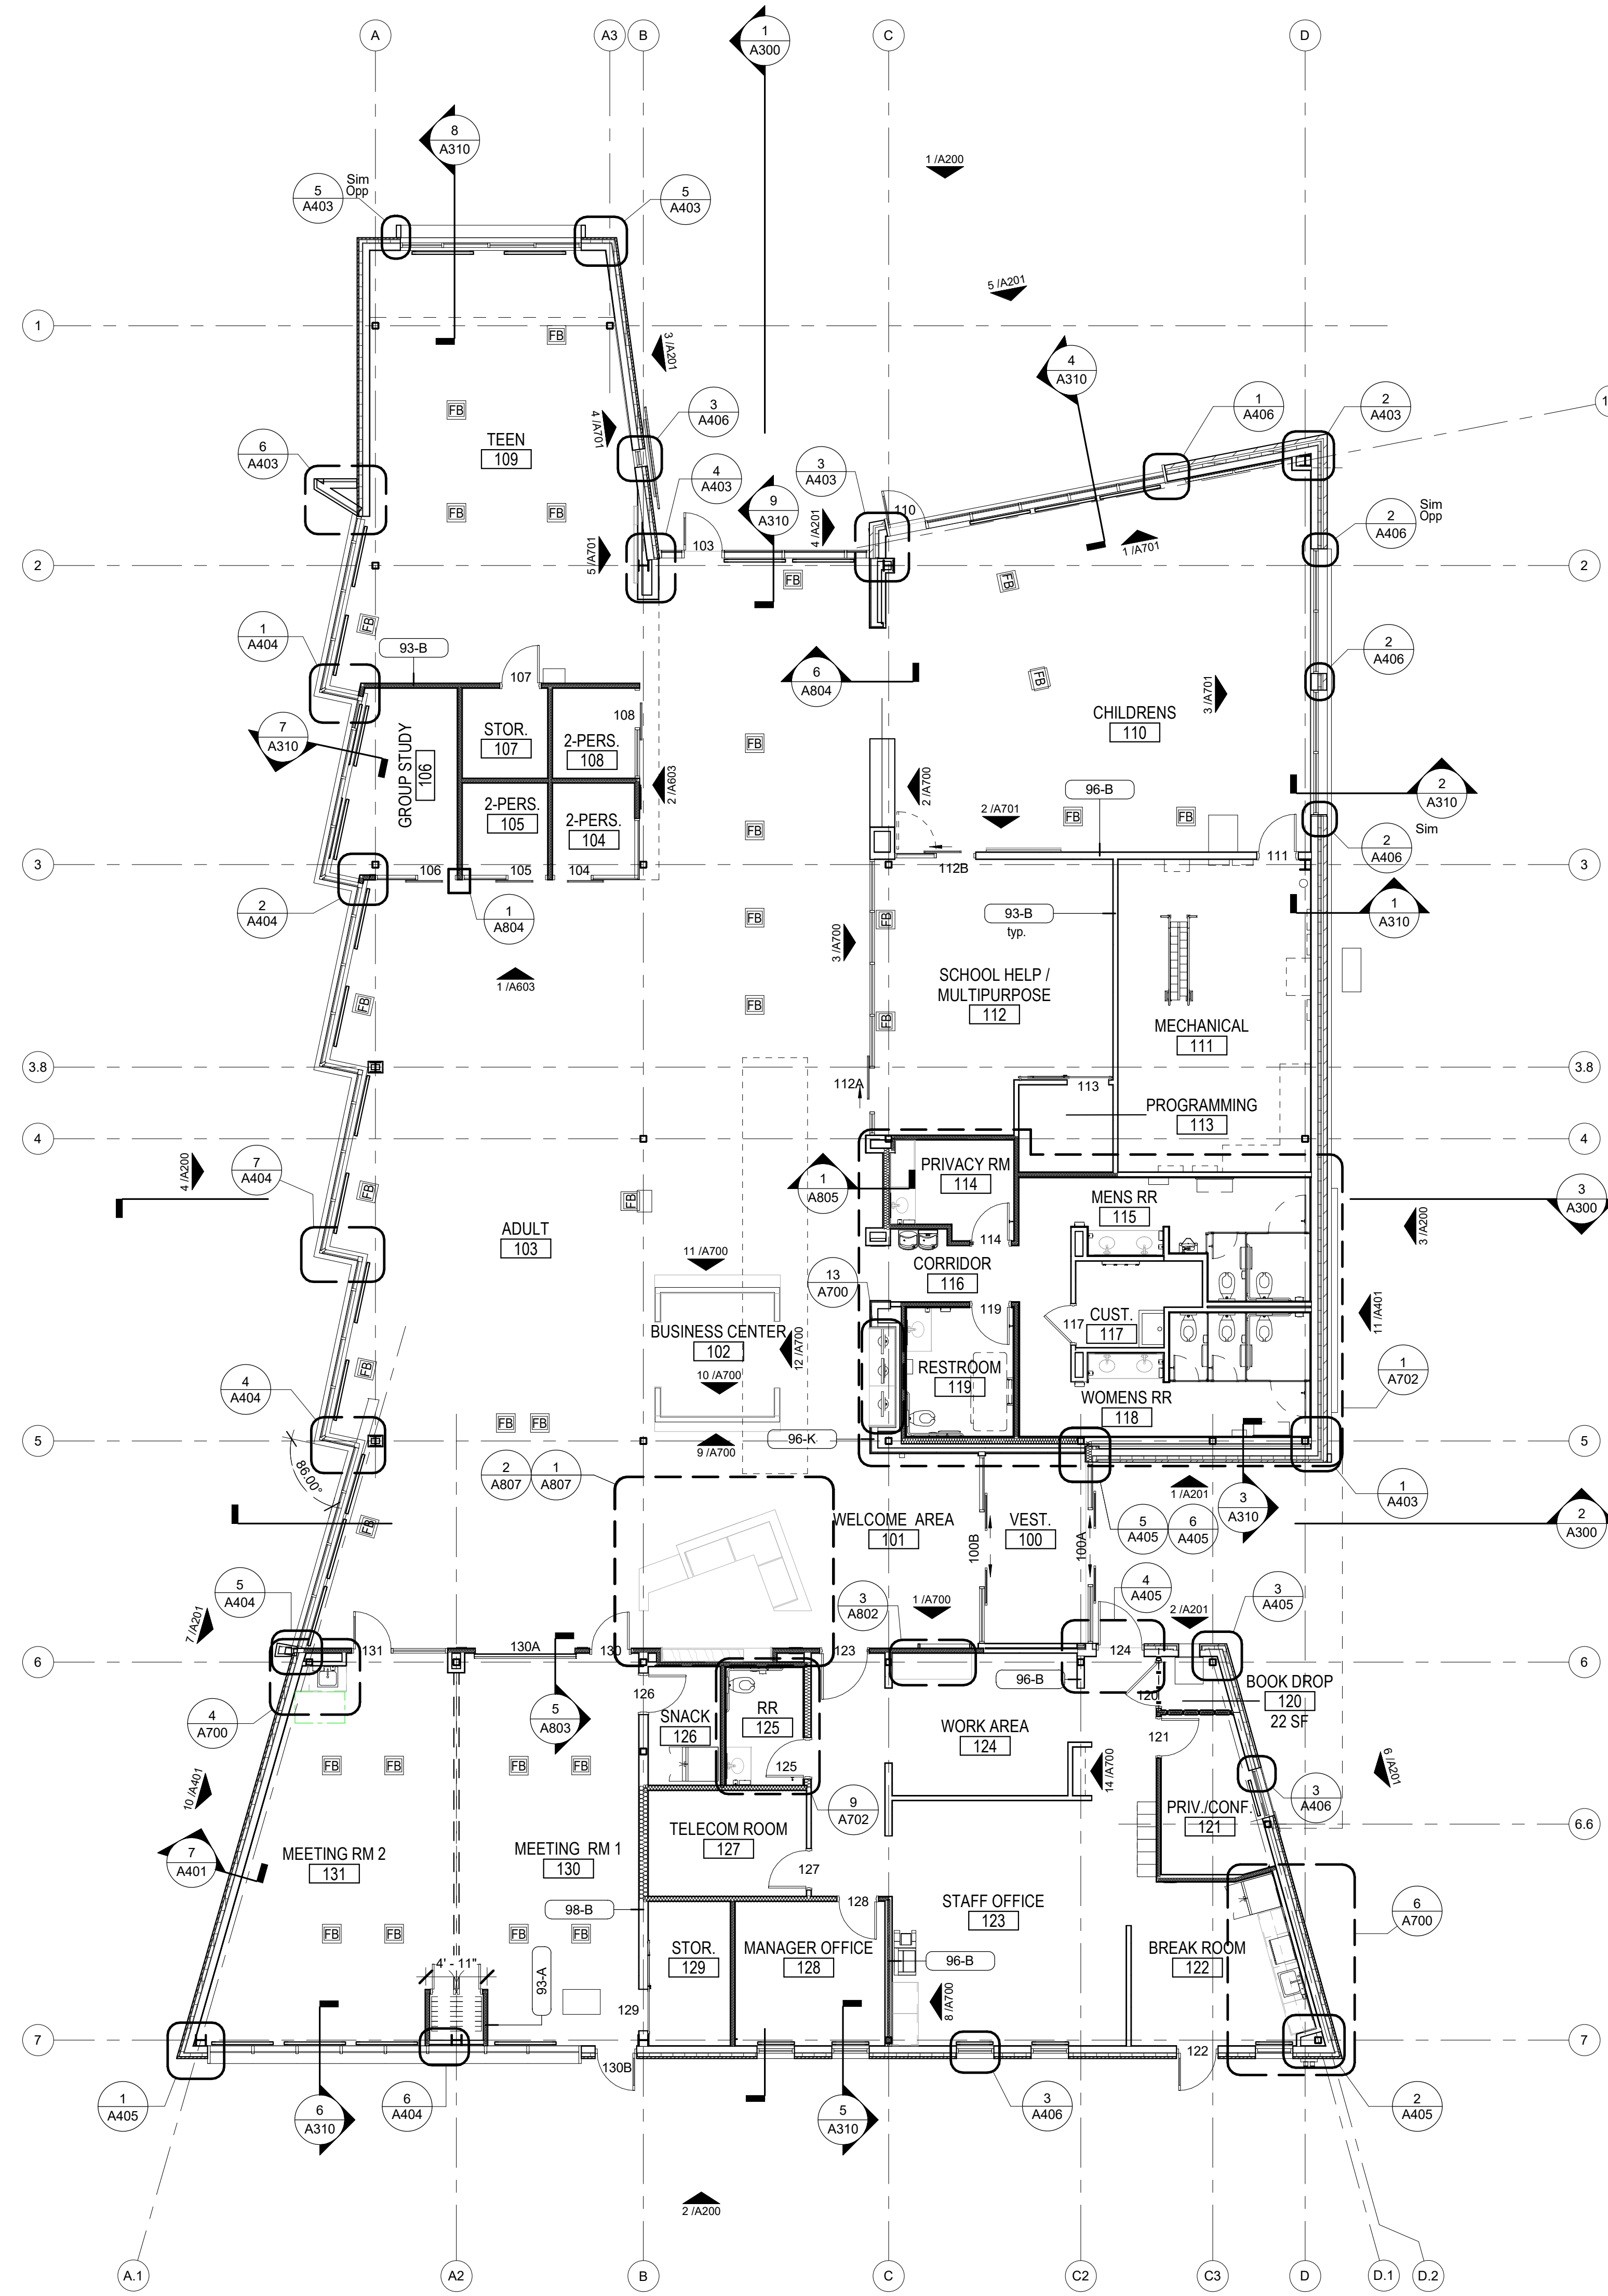 A
A3
B
C
D
1
A300
8
A310
1 /A200
5
A403
Sim
Opp
5
A403
5 /A201
1
FB
3 /A201
4
A310
3
A406
1
A406
2
A403
FB
TEEN
109
4 /A701
6
A403
4
A403
3
A403
9
A310
110
FB
FB
2
A406
Sim
Opp
103
4 /A201
1 /A701
5 /A701
2
2
FB
FB
FB
1
A404
93-B
107
2
A406
6
A804
FB
3 /A701
CHILDRENS
110
108
7
A310
GROUP STUDY
106
STOR.
107
2-PERS.
108
FB
2 /A603
2 /A700
96-B
2
A310
2-PERS.
105
2-PERS.
104
FB
2 /A701
FB
FB
2
A406
Sim
3
106
105
104
112B
111
3
2
A404
1
A804
FB
FB
93-B
typ.
1
A310
3 /A700
1 /A603
SCHOOL HELP /
MULTIPURPOSE
112
FB
FB
FB
MECHANICAL
111
3.8
3.8
112A
113
PROGRAMMING
113
4
4
4 /A200
7
A404
FB
FB
1
A805
PRIVACY RM
114
MENS RR
115
3
A300
3 /A200
ADULT
103
114
11 /A700
CORRIDOR
116
13
A700
119
BUSINESS CENTER
102
12 /A700
117
CUST.
117
11 /A401
FB
10 /A700
RESTROOM
119
1
A702
4
A404
WOMENS RR
118
FB
FB
5
9 /A700
96-K
5
86.00°
2
A807
1
A807
1 /A201
3
A310
1
A403
FB
WELCOME AREA
101
100B
VEST.
100
100A
5
A405
6
A405
2
A300
5
A404
7 /A201
3
A802
1 /A700
4
A405
2 /A201
3
A405
131
130A
130
123
124
6
6
96-B
4
A700
126
SNACK
126
RR
125
120
BOOK DROP
120
22 SF
5
A803
WORK AREA
124
121
FB
FB
FB
FB
125
14 /A700
6 /A201
10 /A401
9
A702
3
A406
PRIV./CONF.
121
6.6
TELECOM ROOM
127
7
A401
MEETING RM 2
131
MEETING RM 1
130
127
98-B
128
STAFF OFFICE
123
6
A700
FB
FB
FB
FB
STOR.
129
MANAGER OFFICE
128
96-B
BREAK ROOM
122
4' - 11"
93-A
129
8 /A700
7
7
130B
122
1
A405
6
A310
6
A404
5
A310
3
A406
2
A405
2 /A200
A.1
A2
B
C
C2
C3
D
D.1
D.2